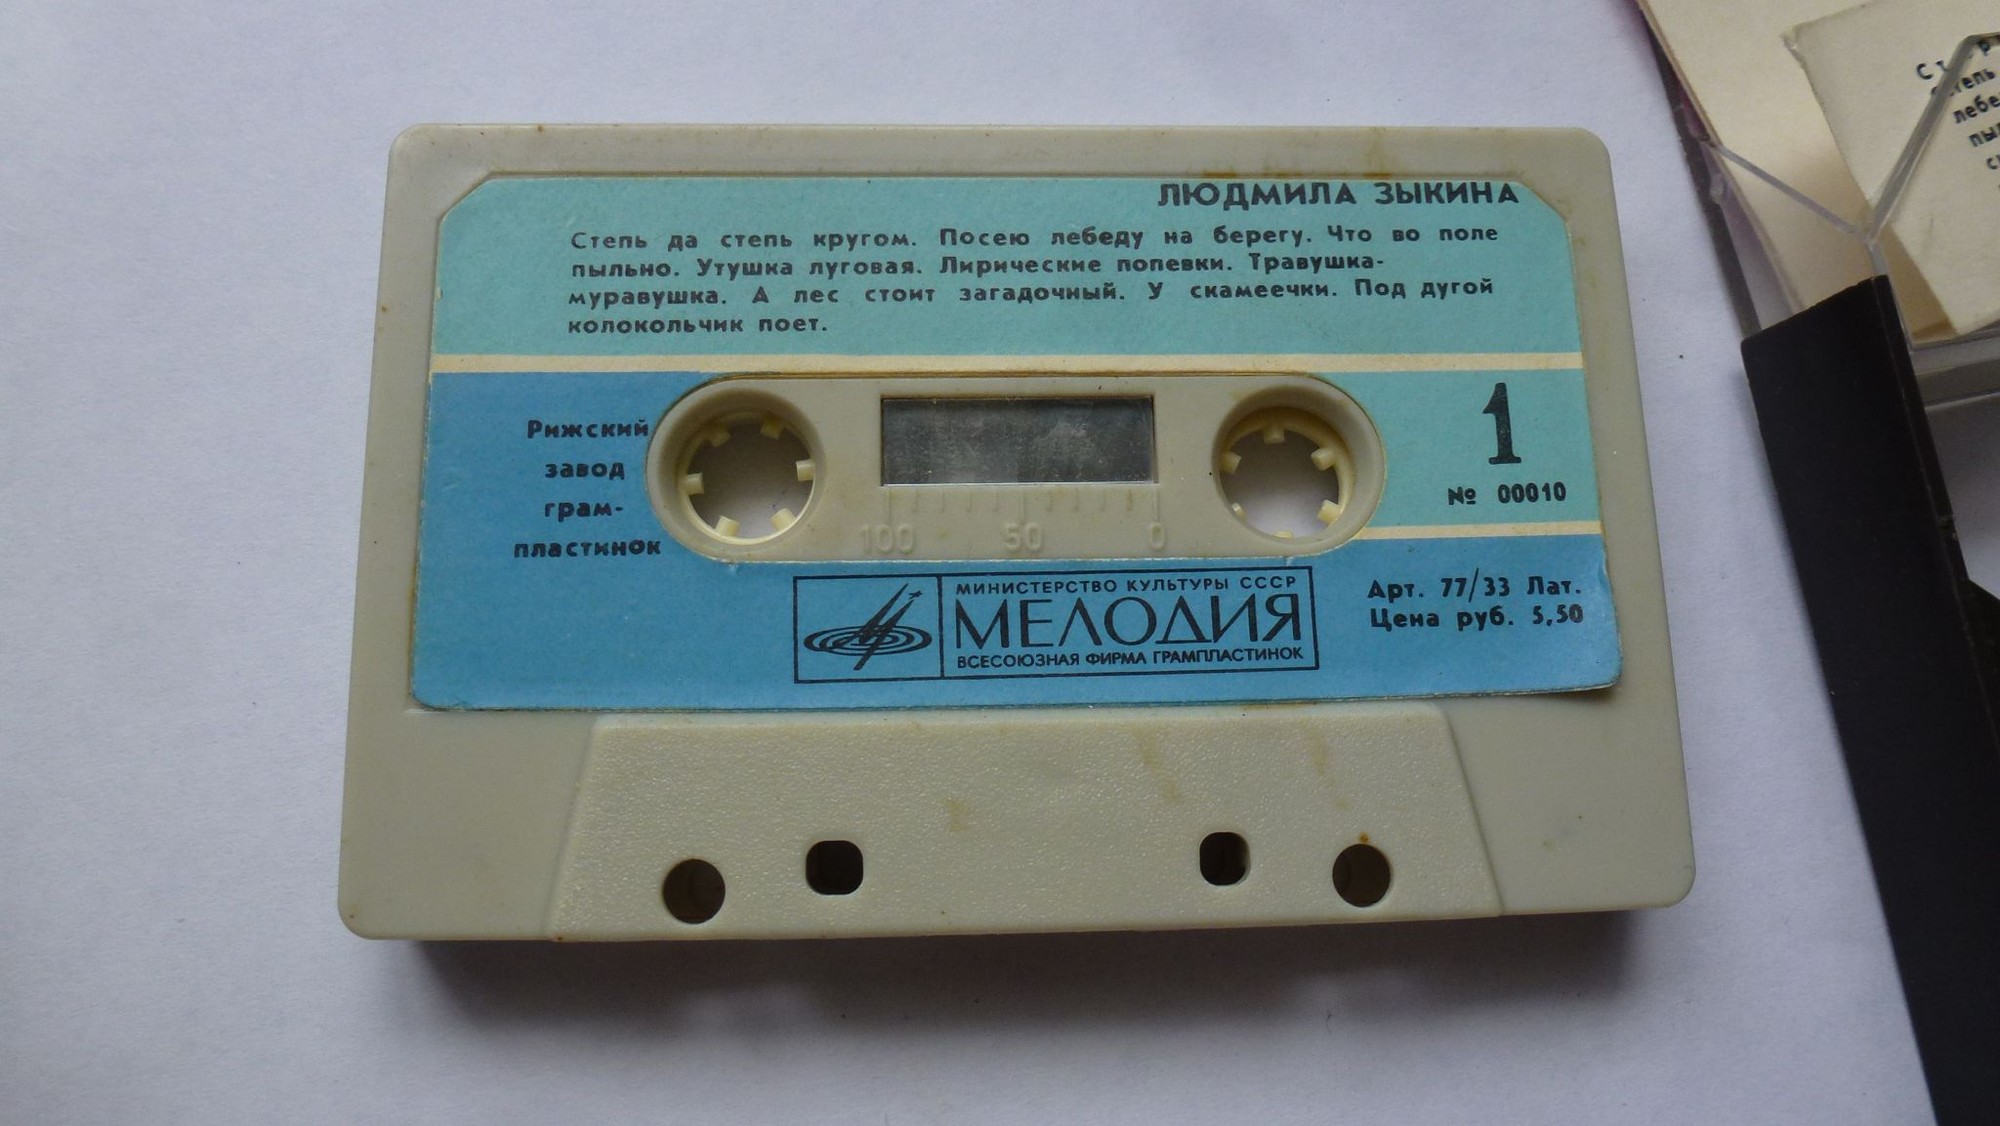 ЛЮДМИЛА ЗЫКИНА
Степь да степь кругом. Посею лебеду на берегу. Что во поле
пыльно. Утушка луговая. Лирические попевки. Травушка-
муравушка. А лес стоит загадочный. У скамеечки. Под дугой
колокольчик поет.
Рижский
завод
грам-
пластинок
1
№ 00010
100 50 0
МИНИСТЕРСТВО КУЛЬТУРЫ СССР
МЕЛОДИЯ
ВСЕСОЮЗНАЯ ФИРМА ГРАМПЛАСТИНОК
Арт. 77/33 Лат.
Цена руб. 5,50